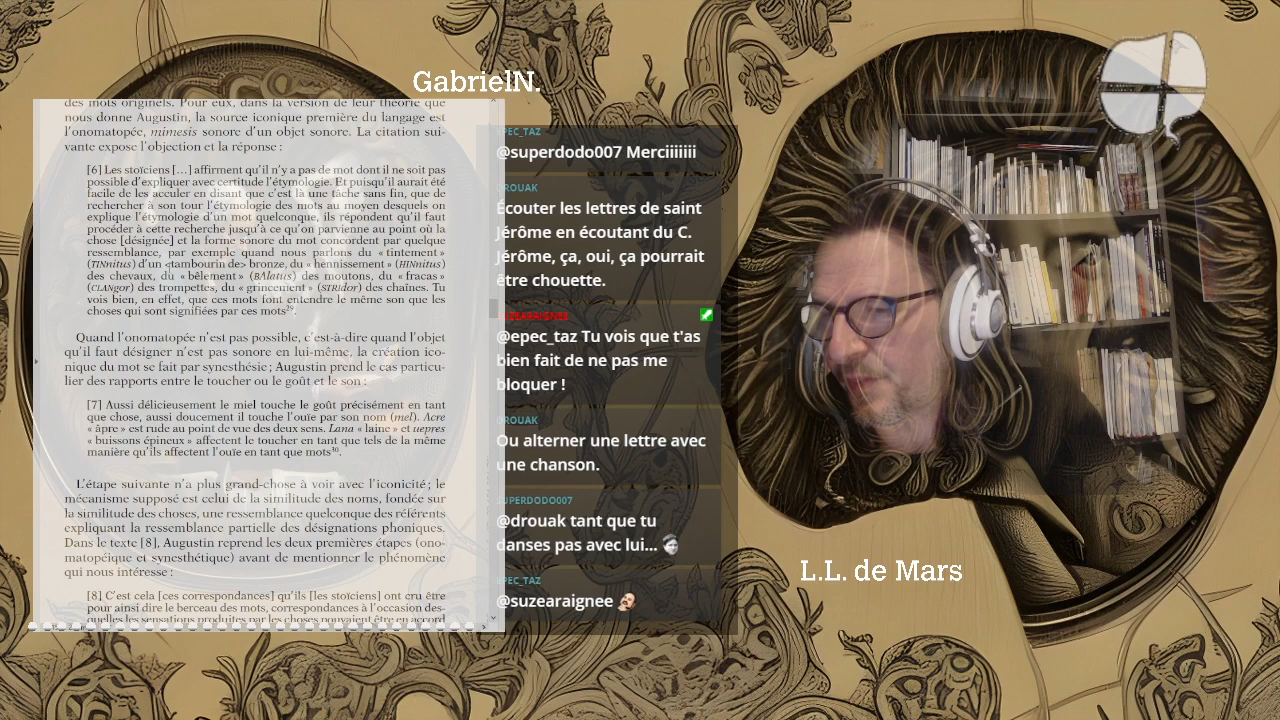 GabrielN.
des mots originels. Pour eux, dans la version de leur théorie que
nous donne Augustin, la source iconique première du langage est
l'onomatopée, mimesis sonore d'un objet sonore. La citation sui-
vante expose l'objection et la réponse :
[6] Les stoïciens [...] affirment qu'il n'y a pas de mot dont il ne soit pas
possible d'expliquer avec certitude l'étymologie. Et puisqu'il aurait été
facile de les acculer en disant que c'est là une tâche sans fin, que de
rechercher à son tour l'étymologie des mots au moyen desquels on
explique l'étymologie d'un mot quelconque, ils répondent qu'il faut
procéder à cette recherche jusqu'à ce qu'on parvienne au point où la
chose [désignée] et la forme sonore du mot concordent par quelque
ressemblance, par exemple quand nous parlons du « tintement »
(TINnitus) d'un <tambourin de> bronze, du « hennissement » (HINnitus)
des chevaux, du « bêlement » (BAlatus) des moutons, du « fracas »
(CLANgor) des trompettes, du « grincement » (STRIdor) des chaînes. Tu
vois bien, en effet, que ces mots font entendre le même son que les
choses qui sont signifiées par ces mots29.
Quand l'onomatopée n'est pas possible, c'est-à-dire quand l'objet
qu'il faut désigner n'est pas sonore en lui-même, la création ico-
nique du mot se fait par synesthésie ; Augustin prend le cas particu-
lier des rapports entre le toucher ou le goût et le son :
[7] Aussi délicieusement le miel touche le goût précisément en tant
que chose, aussi doucement il touche l'ouïe par son nom (mel). Acre
« âpre » est rude au point de vue des deux sens. Lana « laine » et uepres
« buissons épineux » affectent le toucher en tant que tels de la même
manière qu'ils affectent l'ouïe en tant que mots30.
L'étape suivante n'a plus grand-chose à voir avec l'iconicité ; le
mécanisme supposé est celui de la similitude des noms, fondée sur
la similitude des choses, une ressemblance quelconque des référents
expliquant la ressemblance partielle des désignations phoniques.
Dans le texte [8], Augustin reprend les deux premières étapes (ono-
matopéique et synesthétique) avant de mentionner le phénomène
qui nous intéresse :
[8] C'est cela [ces correspondances] qu'ils [les stoïciens] ont cru être
pour ainsi dire le berceau des mots, correspondances à l'occasion des-
quelles les sensations produites par les choses pouvaient être en accord
EPEC_TAZ
@superdodo007 Merciiiiiii
DROUAK
Écouter les lettres de saint
Jérôme en écoutant du C.
Jérôme, ça, oui, ça pourrait
être chouette.
SUZEARAIGNEE
@epec_taz Tu vois que t'as
bien fait de ne pas me
bloquer !
DROUAK
Ou alterner une lettre avec
une chanson.
SUPERDODO007
@drouak tant que tu
danses pas avec lui...
EPEC_TAZ
@suzearaignee
L.L. de Mars